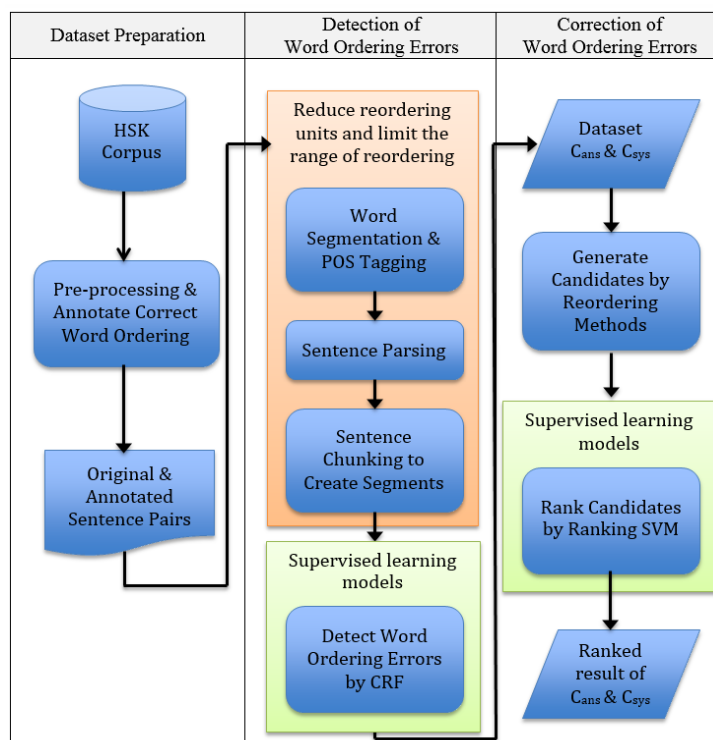 Dataset Preparation
Detection of
Word Ordering Errors
Correction of
Word Ordering Errors
HSK
Corpus
Pre-processing &
Annotate Correct
Word Ordering
Original &
Annotated
Sentence Pairs
Reduce reordering
units and limit the
range of reordering
Word
Segmentation &
POS Tagging
Sentence Parsing
Sentence
Chunking to
Create Segments
Supervised learning
models
Detect Word
Ordering Errors
by CRF
Dataset
Cans & Csys
Generate
Candidates by
Reordering
Methods
Supervised learning
models
Rank Candidates
by Ranking SVM
Ranked
result of
Cans & Csys